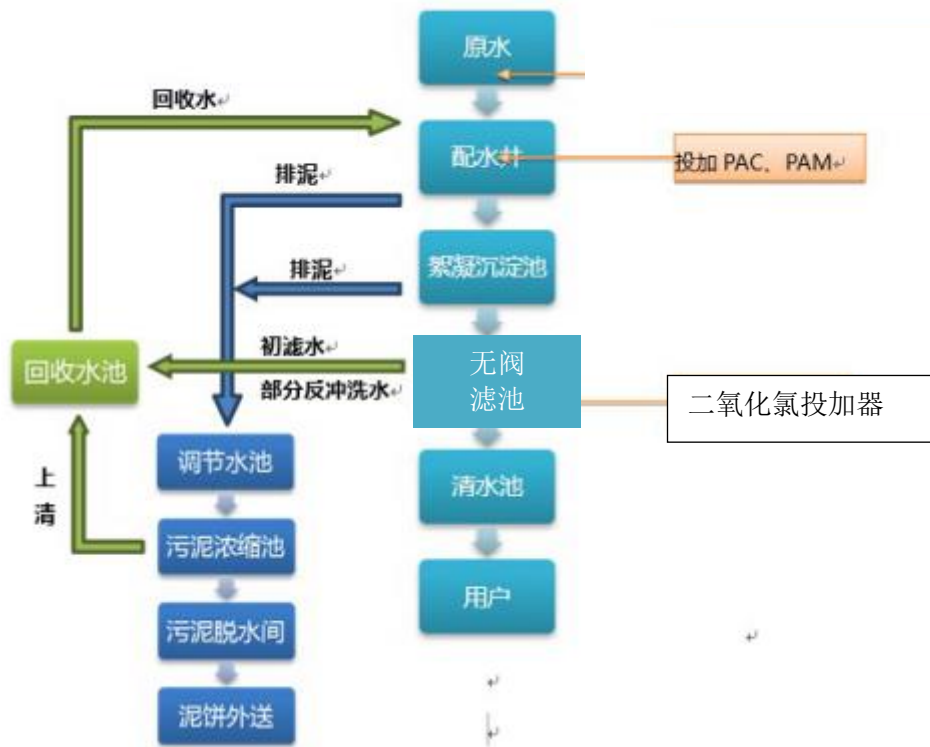 原水
回收水
配水井
投加 PAC、PAM
排泥
絮凝沉淀池
排泥
初滤水
部分反冲洗水
无阀
滤池
回收水池
二氧化氯投加器
调节水池
清水池
上
清
污泥浓缩池
用户
污泥脱水间
泥饼外送